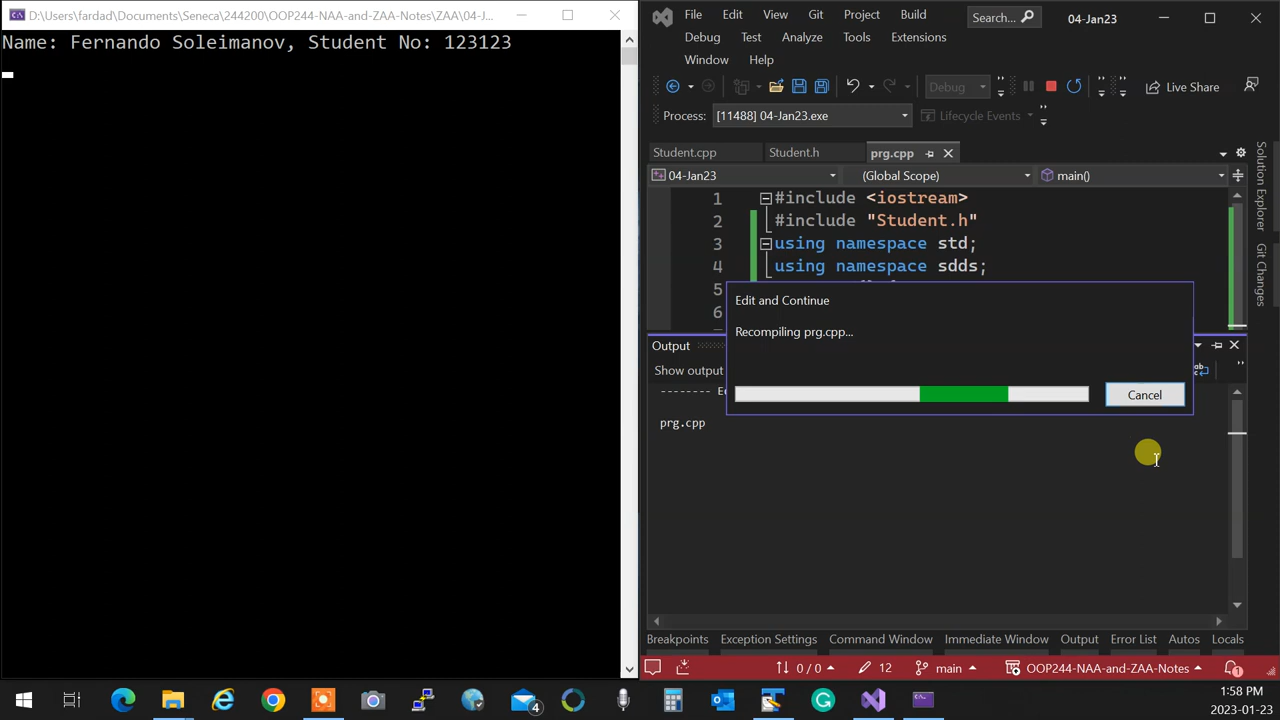 D:\Users\fardad\Documents\Seneca\244200\OOP244-NAA-and-ZAA-Notes\ZAA\04-J...
Name: Fernando Soleimanov, Student No: 123123
File Edit View Git Project Build
Search...
04-Jan23
Debug Test Analyze Tools Extensions
Window Help
Debug
Live Share
Process: [11488] 04-Jan23.exe
Lifecycle Events
Student.cpp Student.h prg.cpp
04-Jan23 (Global Scope) main()
1 #include <iostream>
2 #include "Student.h"
3 using namespace std;
4 using namespace sdds;
5
6
Edit and Continue
Recompiling prg.cpp...
Cancel
Output
Show output
--------
prg.cpp
Solution Explorer
Git Changes
Breakpoints Exception Settings Command Window Immediate Window Output Error List Autos Locals
0 / 0 12 main OOP244-NAA-and-ZAA-Notes 1
4
1:58 PM
2023-01-23